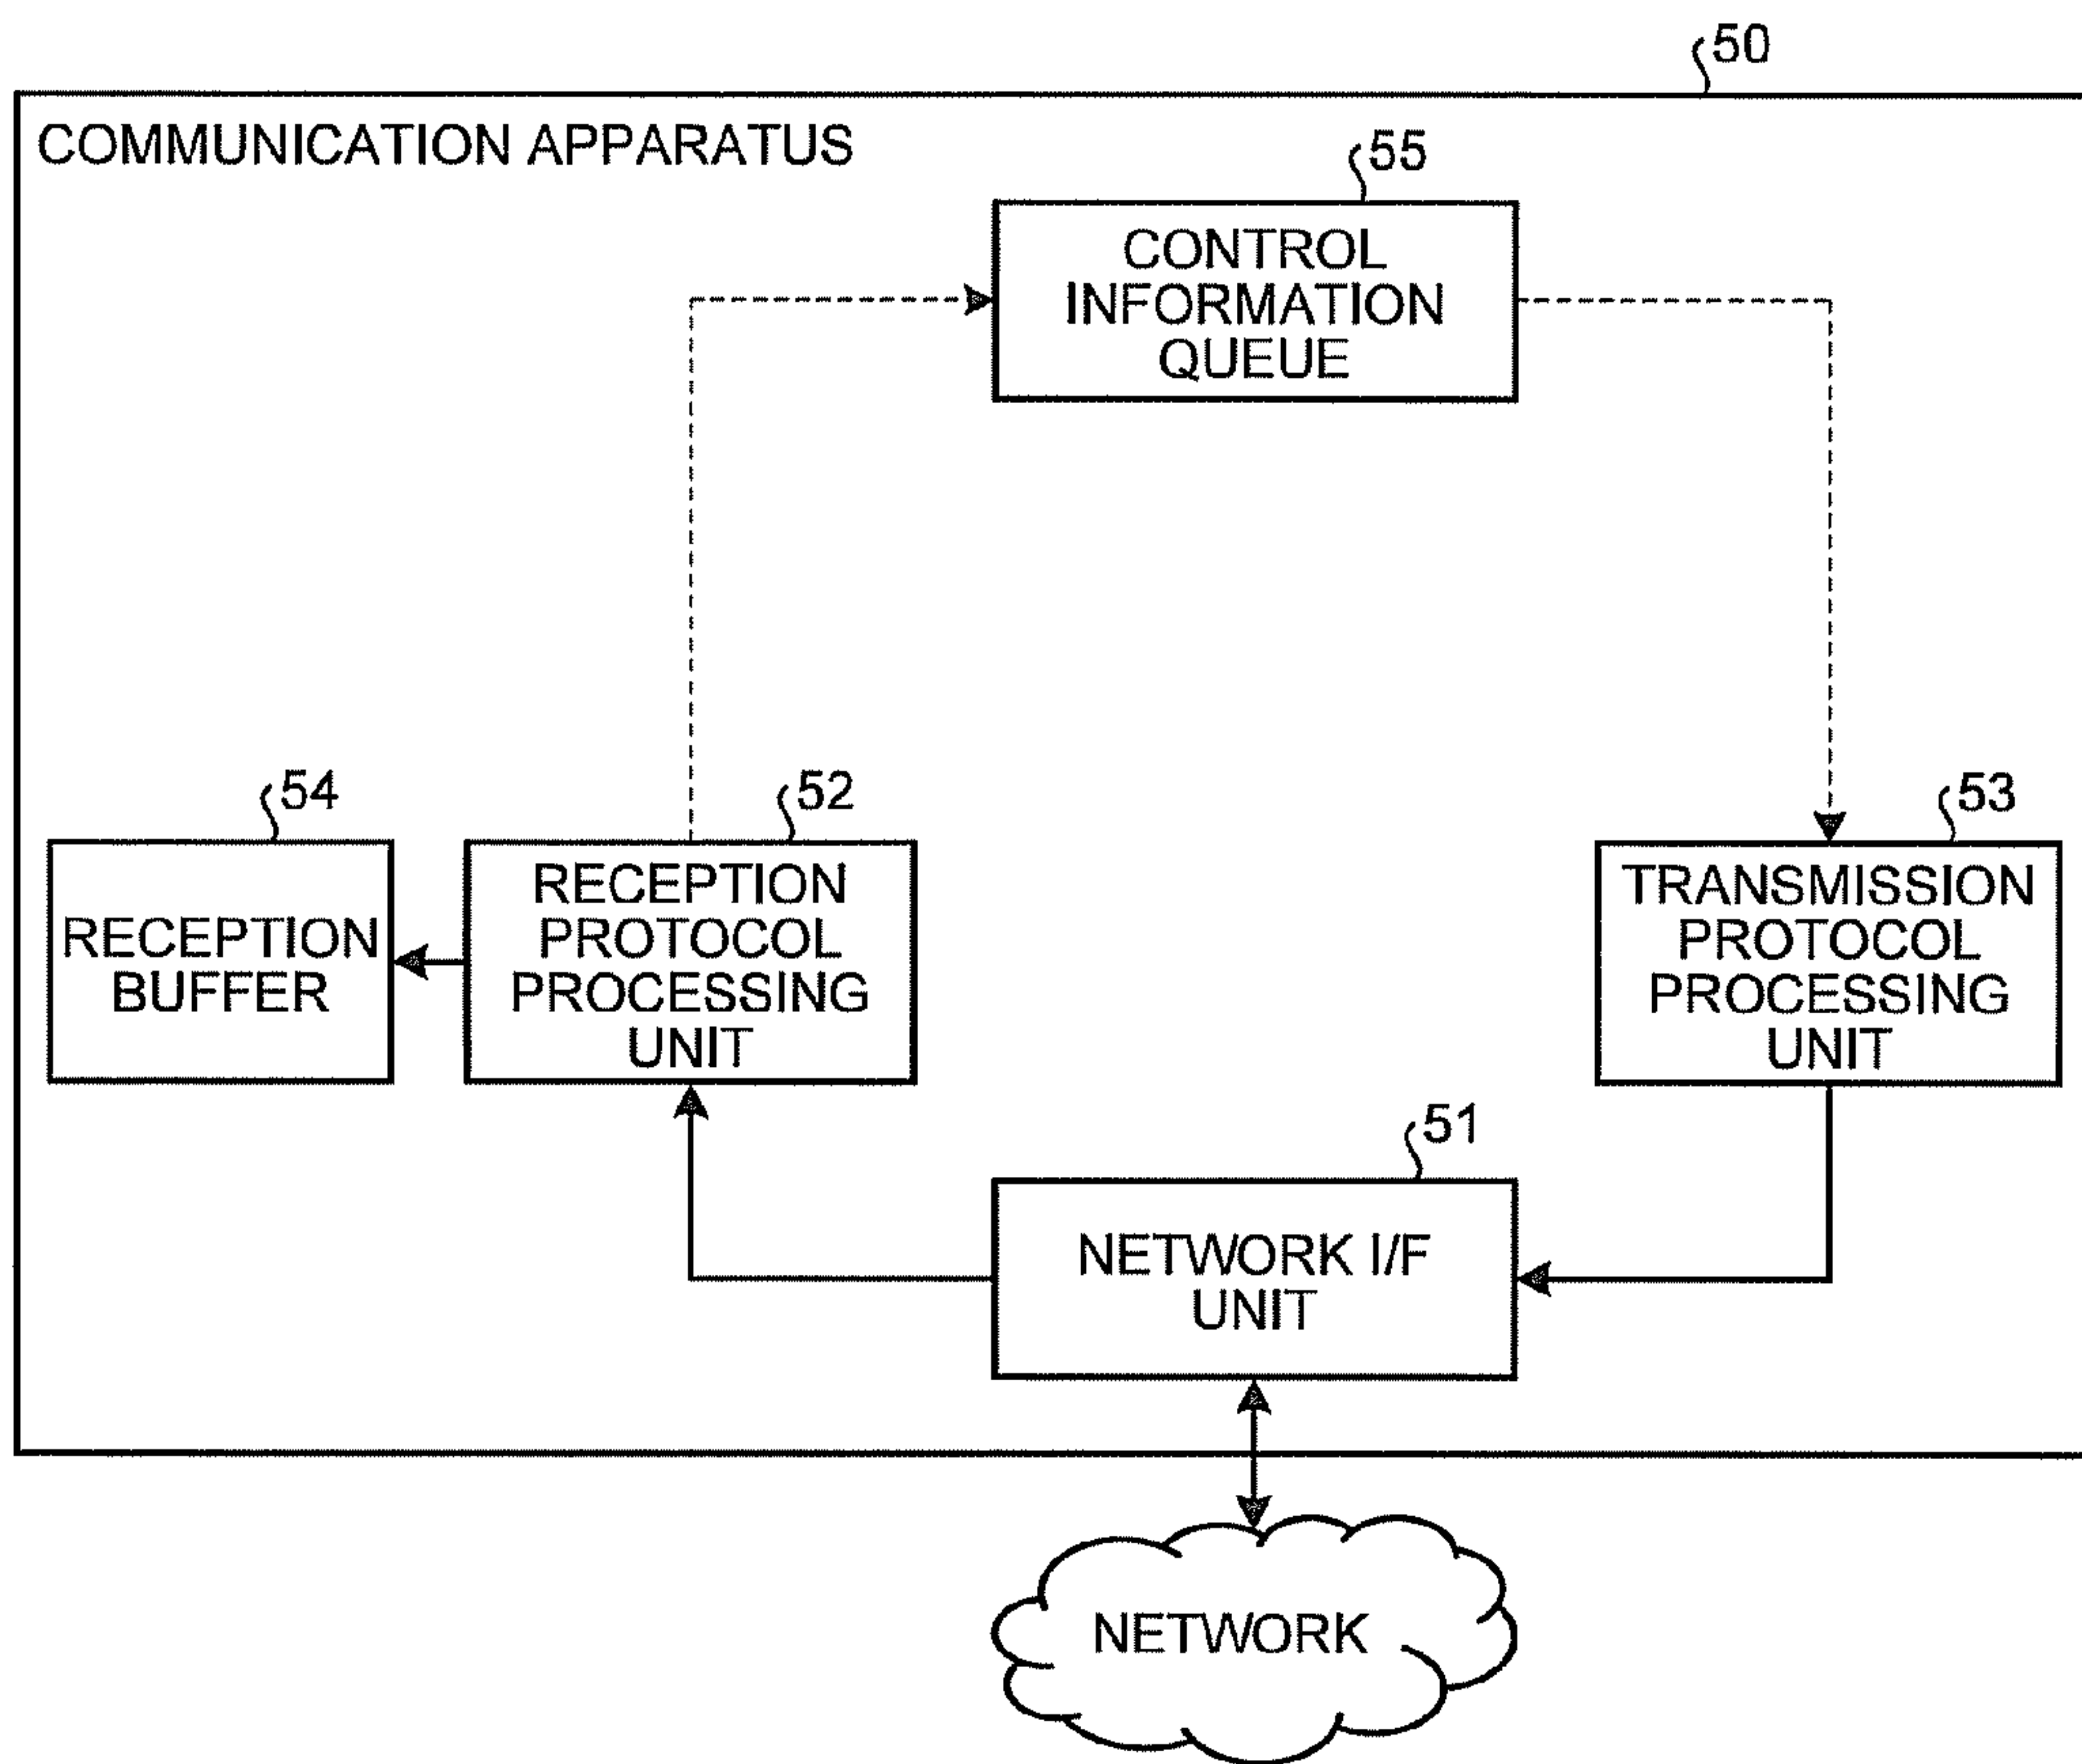 50
COMMUNICATION APPARATUS
55
CONTROL
INFORMATION
QUEUE
54
RECEPTION
BUFFER
52
RECEPTION
PROTOCOL
PROCESSING
UNIT
53
TRANSMISSION
PROTOCOL
PROCESSING
UNIT
51
NETWORK I/F
UNIT
NETWORK